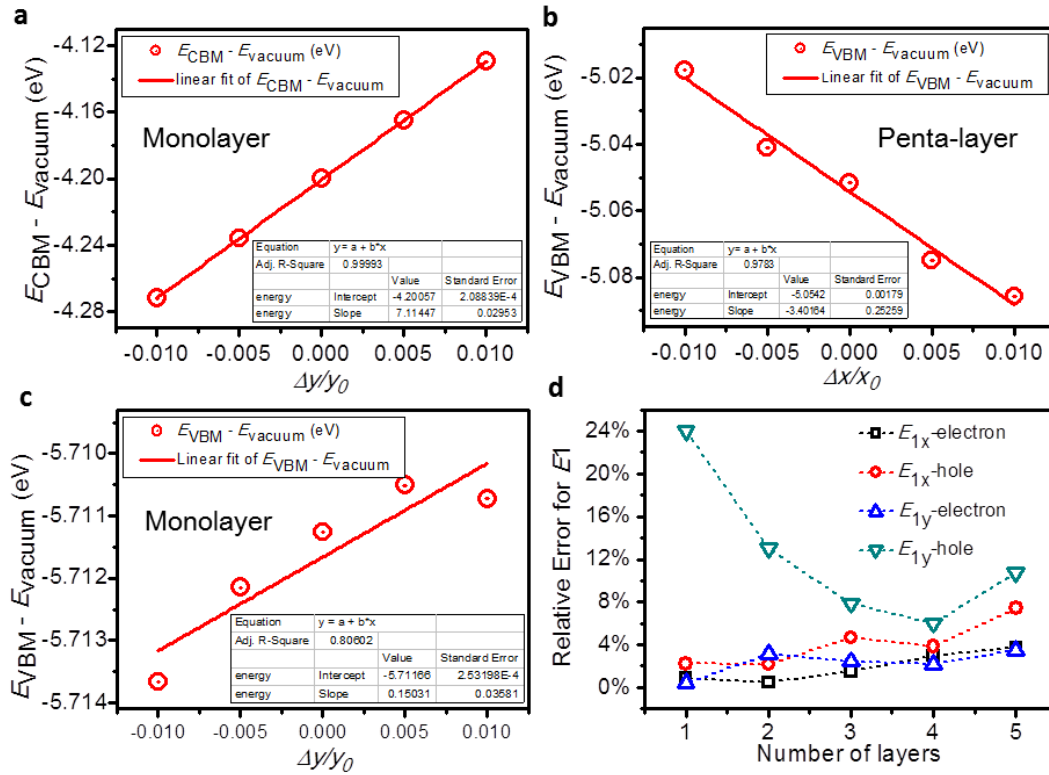 a
E_CBM - E_vacuum (eV)
linear fit of E_CBM - E_vacuum
Monolayer
E_CBM - E_vacuum (eV)
-4.12
-4.16
-4.20
-4.24
-4.28
Equation y = a + b*x
Adj. R-Square 0.99993
Value Standard Error
energy Intercept -4.20057 2.08839E-4
energy Slope 7.11447 0.02953
-0.010 -0.005 0.000 0.005 0.010
Δy/y0
b
E_VBM - E_vacuum (eV)
Linear fit of E_VBM - E_vacuum
Penta-layer
E_VBM - E_vacuum (eV)
-5.02
-5.04
-5.06
-5.08
Equation y = a + b*x
Adj. R-Square 0.9783
Value Standard Error
energy Intercept -5.0542 0.00179
energy Slope -3.40164 0.25259
-0.010 -0.005 0.000 0.005 0.010
Δx/x0
c
E_VBM - E_vacuum (eV)
Linear fit of E_VBM - E_vacuum
Monolayer
E_VBM - E_vacuum (eV)
-5.710
-5.711
-5.712
-5.713
-5.714
Equation y = a + b*x
Adj. R-Square 0.80602
Value Standard Error
energy Intercept -5.71166 2.53198E-4
energy Slope 0.15031 0.03581
-0.010 -0.005 0.000 0.005 0.010
Δy/y0
d
E1x-electron
E1x-hole
E1y-electron
E1y-hole
Relative Error for E1
24%
20%
16%
12%
8%
4%
0%
1 2 3 4 5
Number of layers